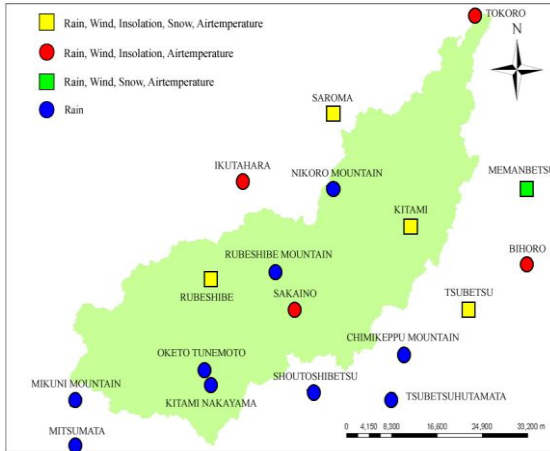 Rain, Wind, Insolation, Snow, Airtemperature
Rain, Wind, Insolation, Airtemperature
Rain, Wind, Snow, Airtemperature
Rain
TOKORO
N
SAROMA
IKUTAHARA
NIKORO MOUNTAIN
MEMANBETSU
KITAMI
RUBESHIBE MOUNTAIN
BIHORO
RUBESHIBE
SAKAINO
TSUBETSU
CHIMIKEPPU MOUNTAIN
OKETO TUNEMOTO
SHOUTOSHIBETSU
MIKUNI MOUNTAIN
KITAMI NAKAYAMA
TSUBETSUHUTAMATA
MITSUMATA
0 4,150 8,300 16,600 24,900 33,200 m